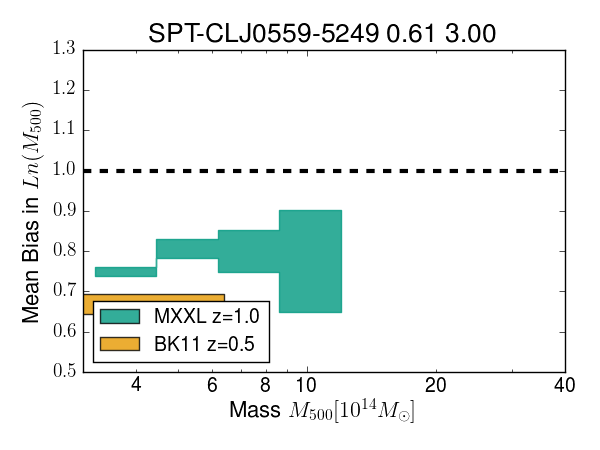 SPT-CLJ0559-5249 0.61 3.00
1.3
1.2
1.1
1.0
0.9
0.8
0.7
0.6
0.5
Mean Bias in Ln(M500)
MXXL z=1.0
BK11 z=0.5
4 6 8 10 20 40
Mass M500[10^14 M⊙]